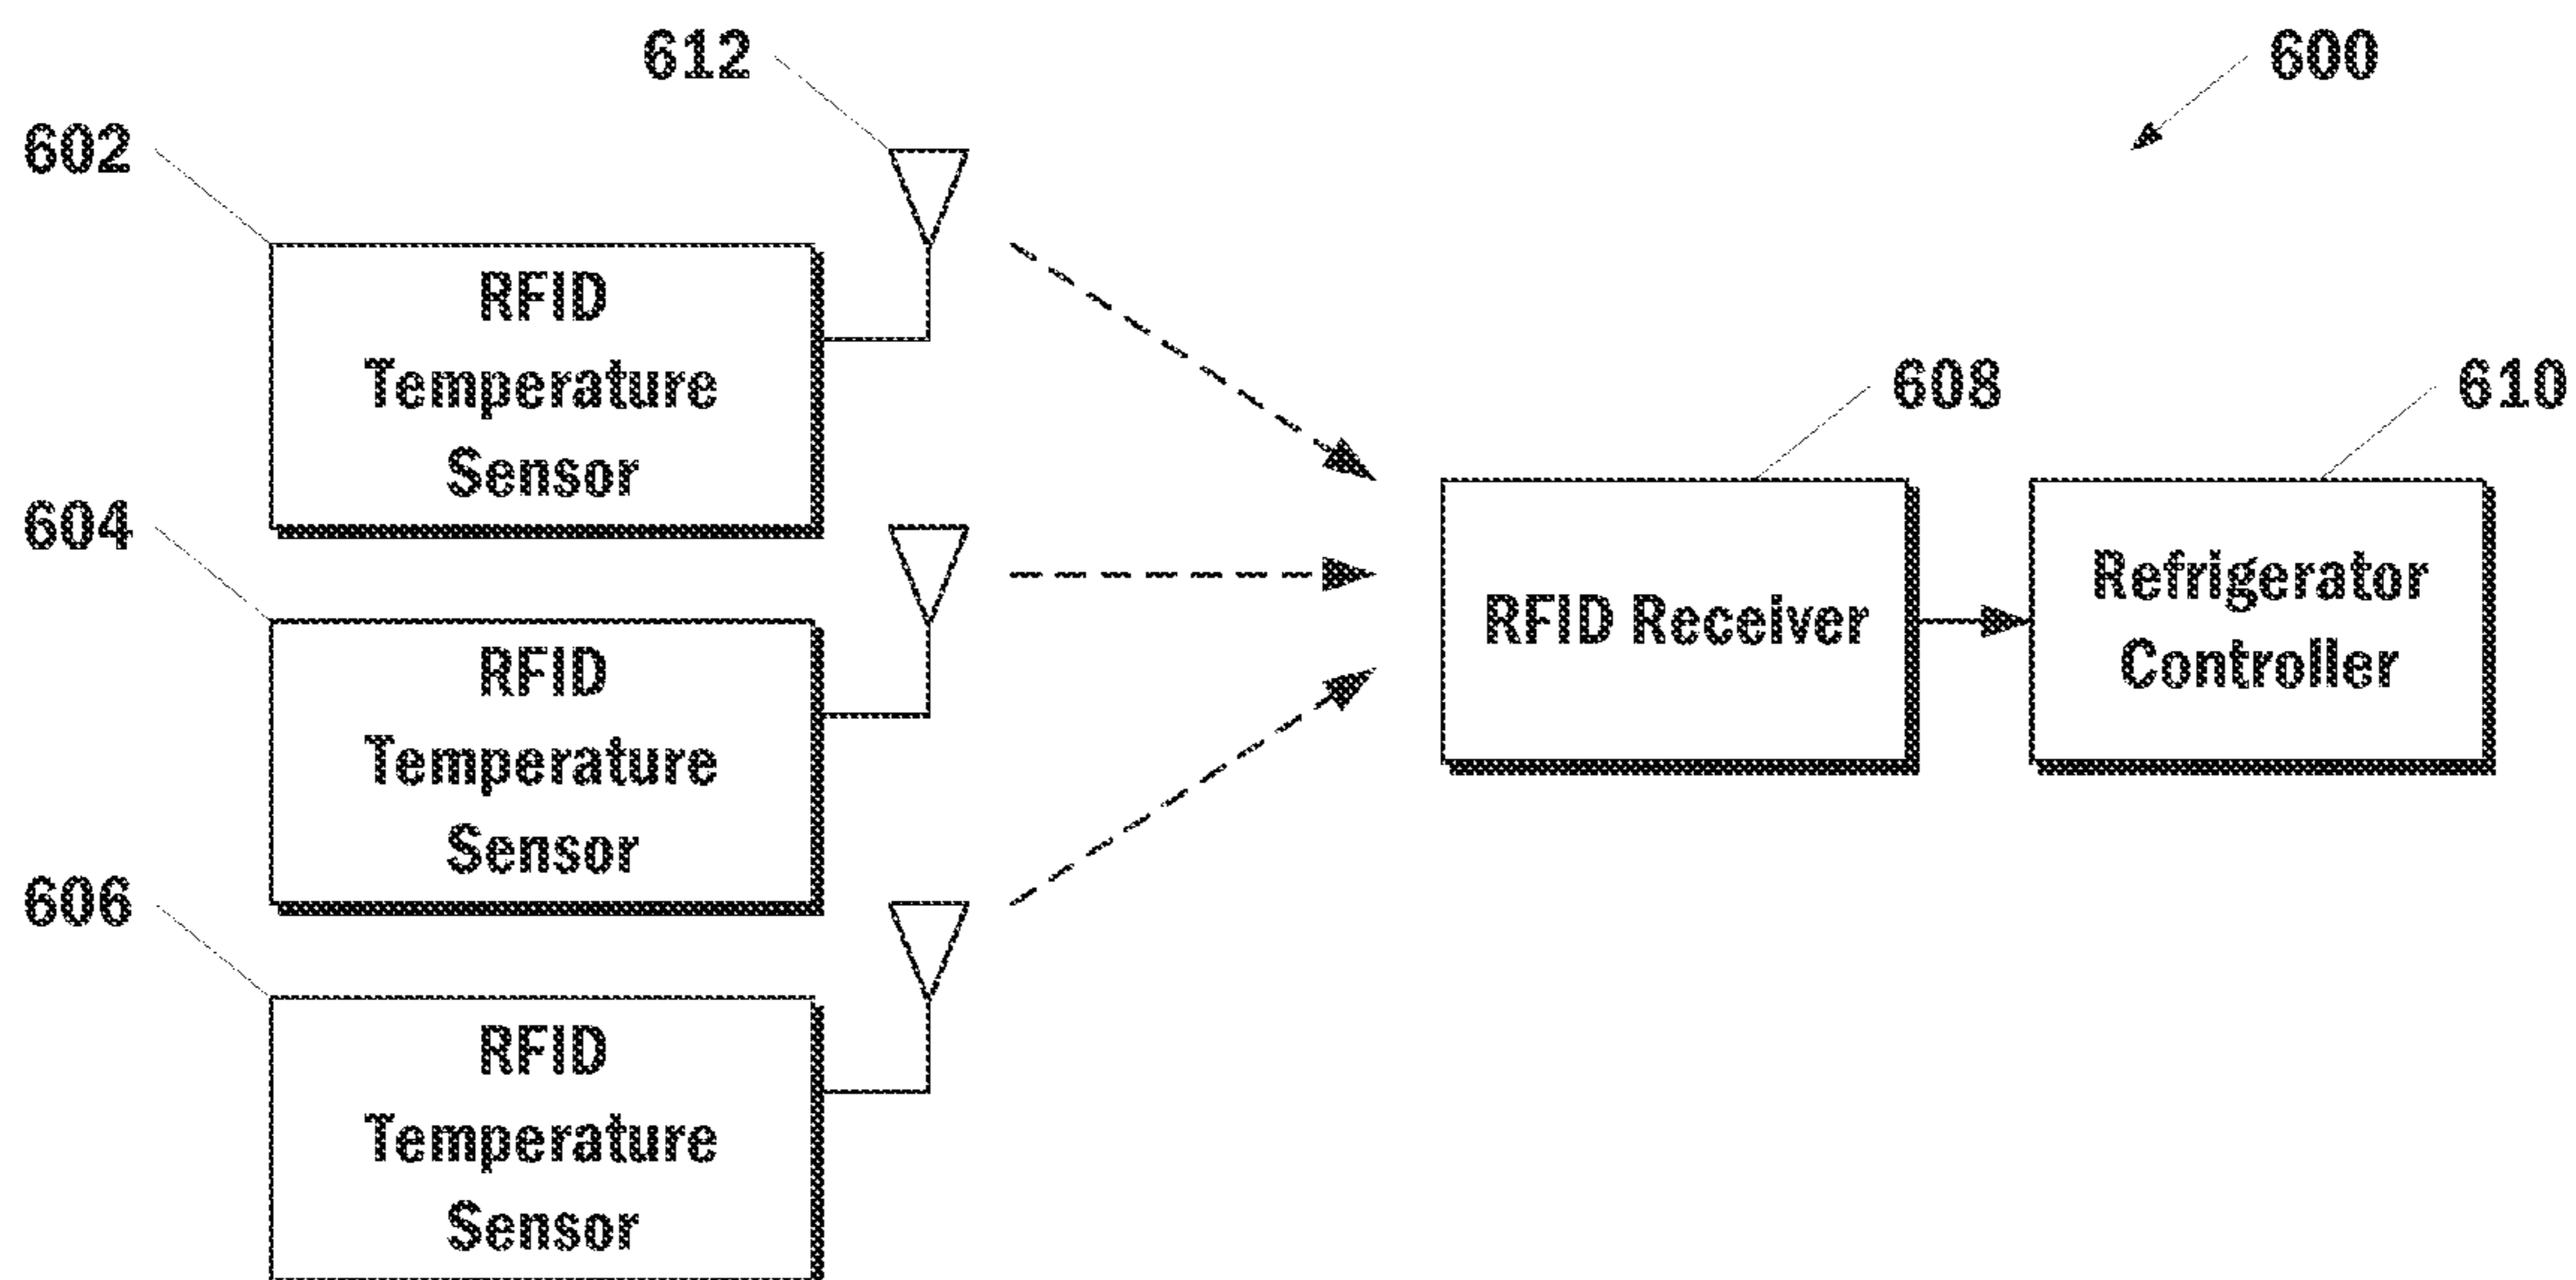 612
600
602
RFID
Temperature
Sensor
608
610
604
RFID Receiver
Refrigerator
Controller
RFID
Temperature
Sensor
606
RFID
Temperature
Sensor